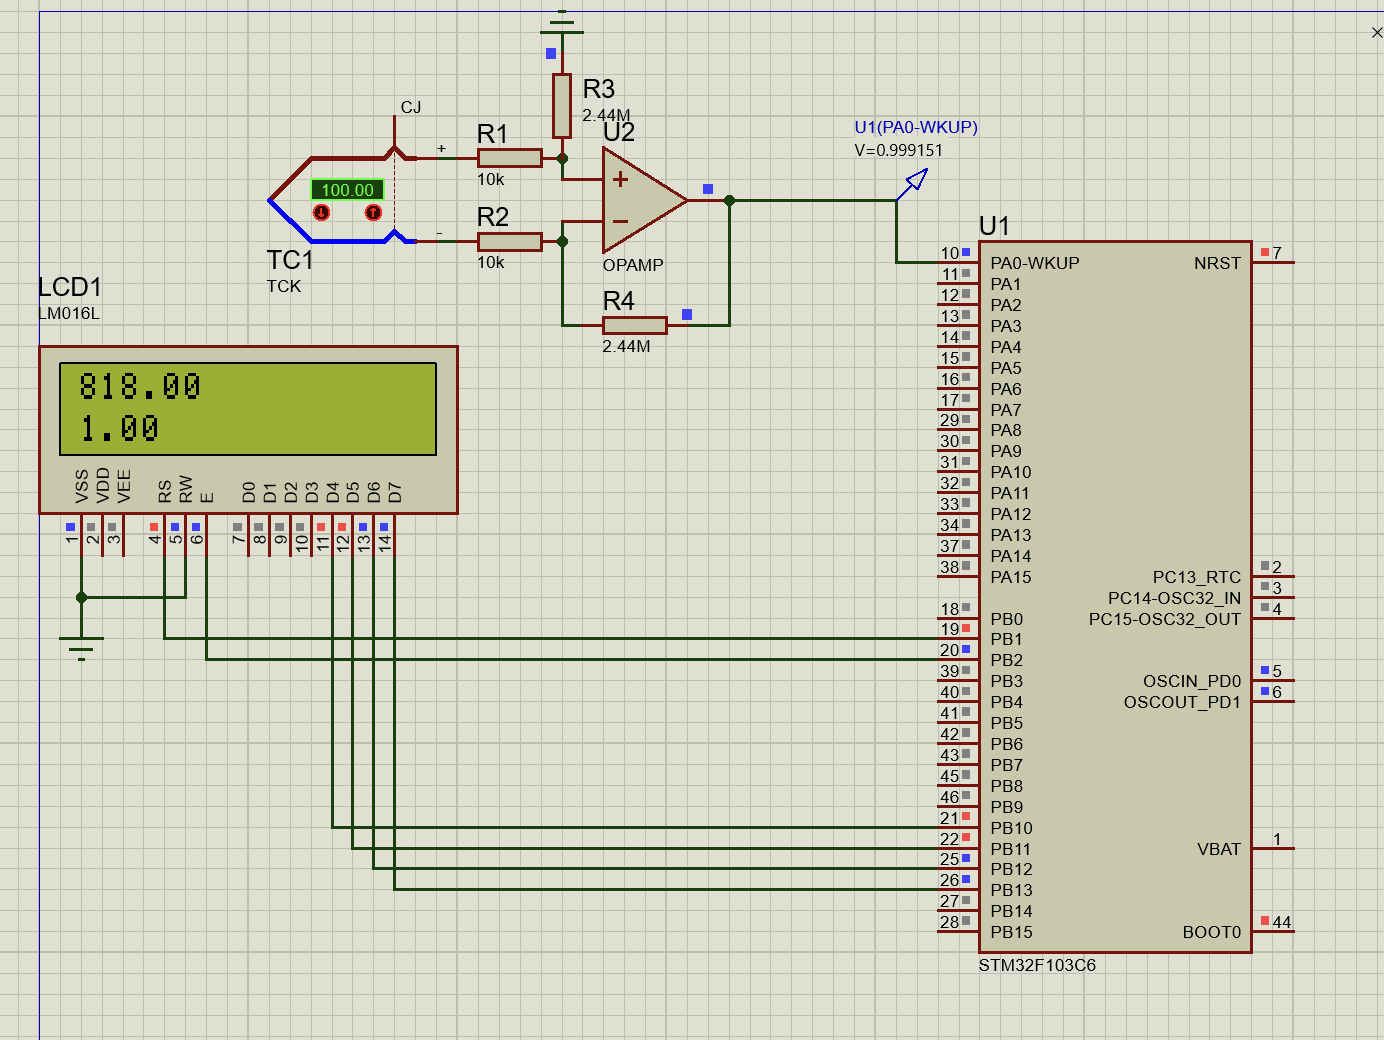 CJ
R3
2.44M
U2
R1
10k
+
-
R2
10k
100.00
TC1
TCK
OPAMP
R4
2.44M
U1(PA0-WKUP)
V=0.999151
LCD1
LM016L
818.00
1.00
VSS
VDD
VEE
RS
RW
E
D0
D1
D2
D3
D4
D5
D6
D7
1
2
3
4
5
6
7
8
9
10
11
12
13
14
U1
10 PA0-WKUP
11 PA1
12 PA2
13 PA3
14 PA4
15 PA5
16 PA6
17 PA7
29 PA8
30 PA9
31 PA10
32 PA11
33 PA12
34 PA13
37 PA14
38 PA15
18 PB0
19 PB1
20 PB2
39 PB3
40 PB4
41 PB5
42 PB6
43 PB7
45 PB8
46 PB9
21 PB10
22 PB11
25 PB12
26 PB13
27 PB14
28 PB15
NRST 7
PC13_RTC 2
PC14-OSC32_IN 3
PC15-OSC32_OUT 4
OSCIN_PD0 5
OSCOUT_PD1 6
VBAT 1
BOOT0 44
STM32F103C6